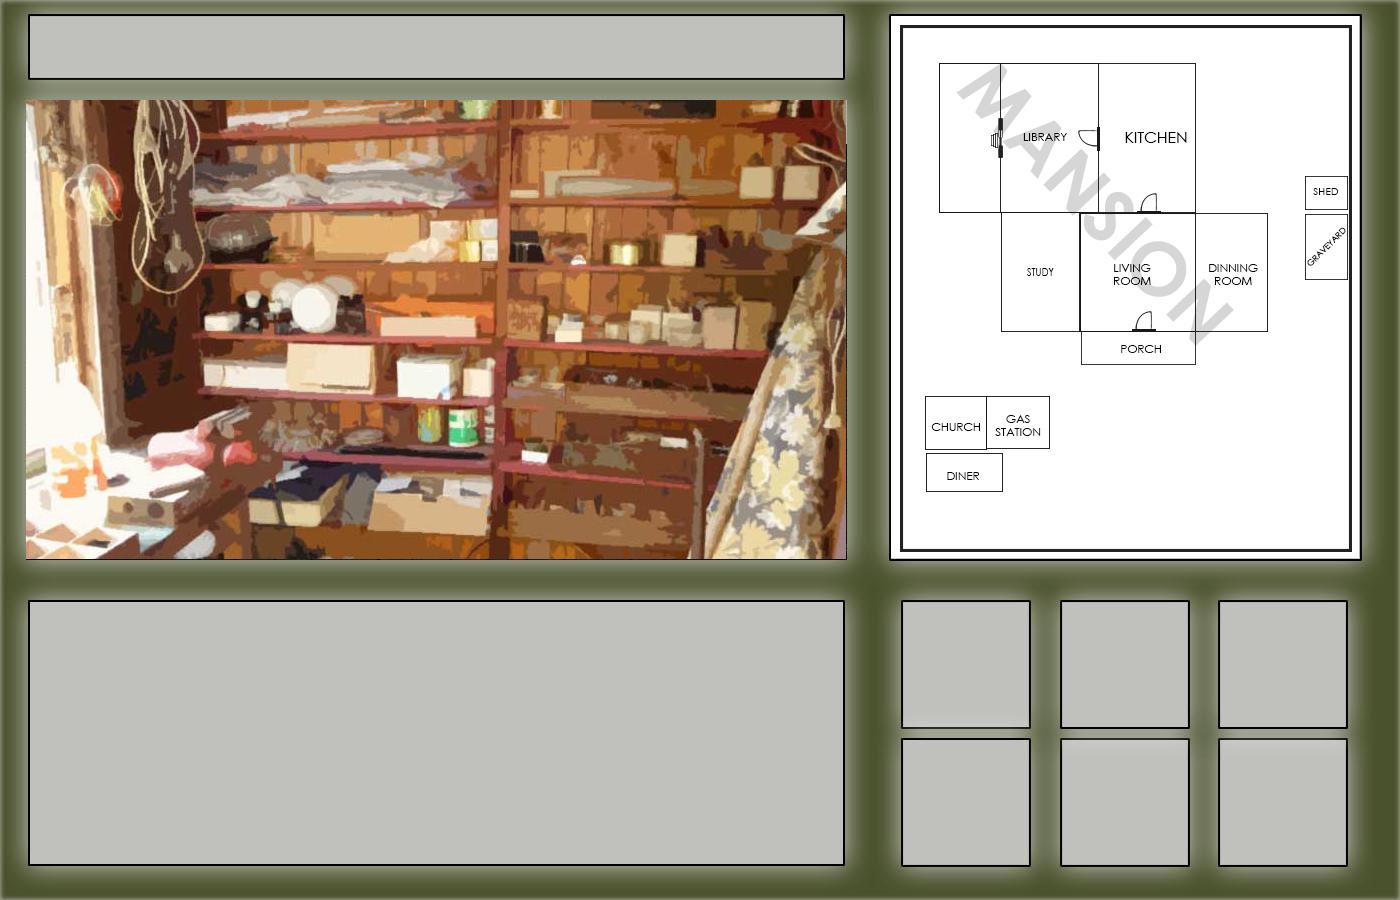 MANSION
LIBRARY
KITCHEN
SHED
GRAVEYARD
STUDY
LIVING
ROOM
DINNING
ROOM
PORCH
CHURCH
GAS
STATION
DINER